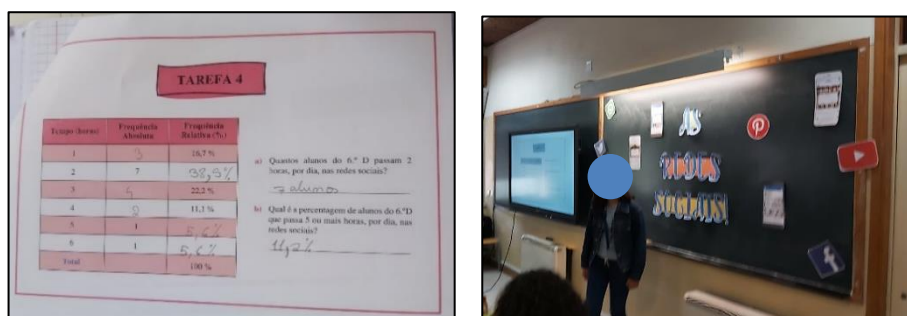 TAREFA 4
Tempo (horas) Frequência Absoluta Frequência Relativa (%)
1 3 16,7 %
2 7 38,9%
3 4 22,2 %
4 11,1 %
5 1 5,6%
6 1 5,6%
Total 100 %
a) Quantos alunos do 6.º D passam 2
horas, por dia, nas redes sociais?
7 alunos
b) Qual é a percentagem de alunos do 6.ºD
que passa 5 ou mais horas, por dia, nas
redes sociais?
11,2%
AS
REDES
SOCIAIS